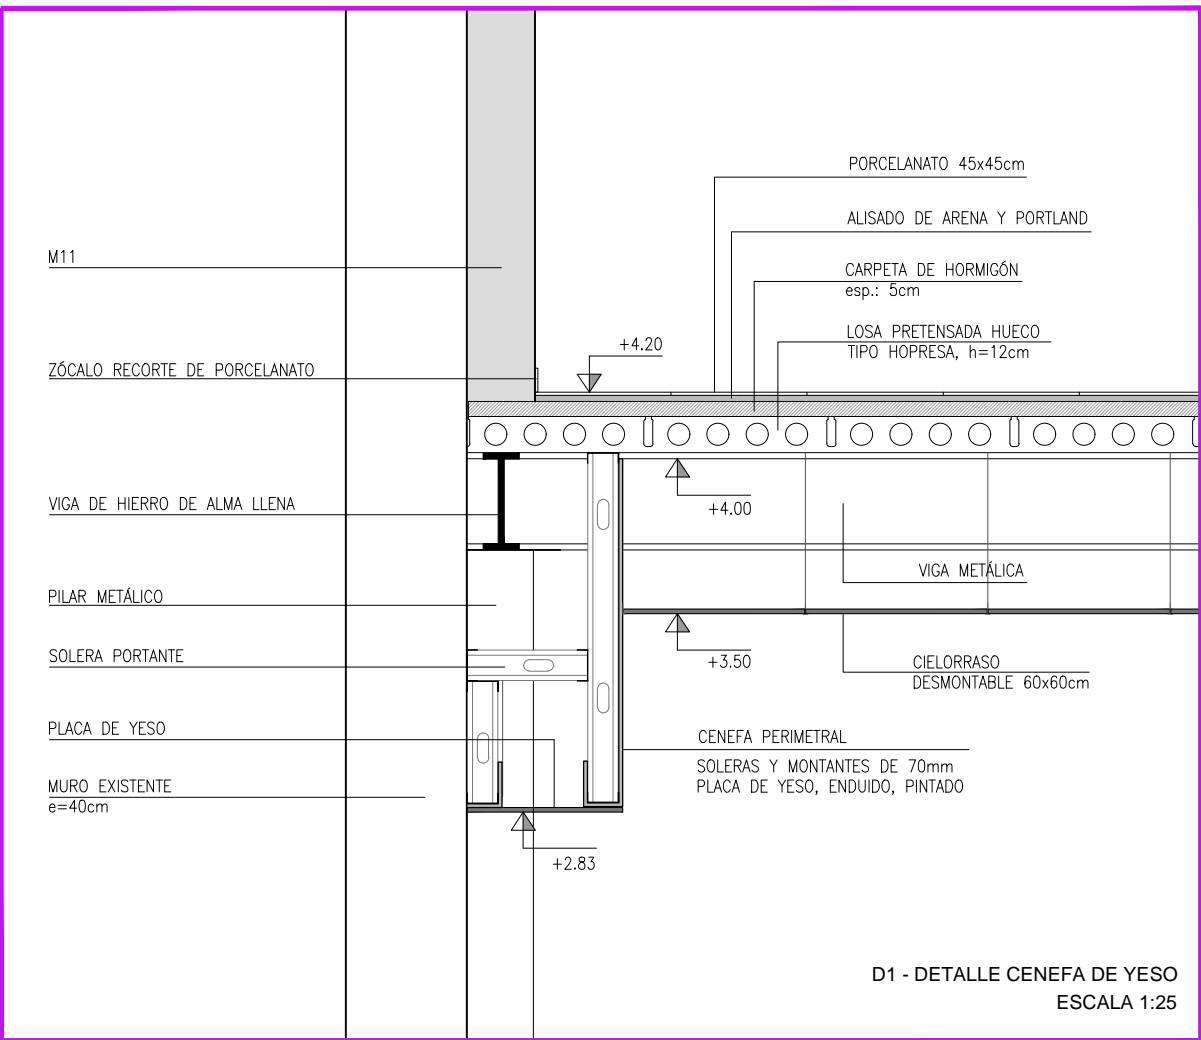 PORCELANATO 45x45cm
ALISADO DE ARENA Y PORTLAND
M11
CARPETA DE HORMIGÓN
esp.: 5cm
LOSA PRETENSADA HUECO
TIPO HOPRESA, h=12cm
+4.20
ZÓCALO RECORTE DE PORCELANATO
VIGA DE HIERRO DE ALMA LLENA
+4.00
VIGA METÁLICA
PILAR METÁLICO
SOLERA PORTANTE
+3.50
CIELORRASO
DESMONTABLE 60x60cm
PLACA DE YESO
CENEFA PERIMETRAL
SOLERAS Y MONTANTES DE 70mm
PLACA DE YESO, ENDUIDO, PINTADO
MURO EXISTENTE
e=40cm
+2.83
D1 - DETALLE CENEFA DE YESO
ESCALA 1:25